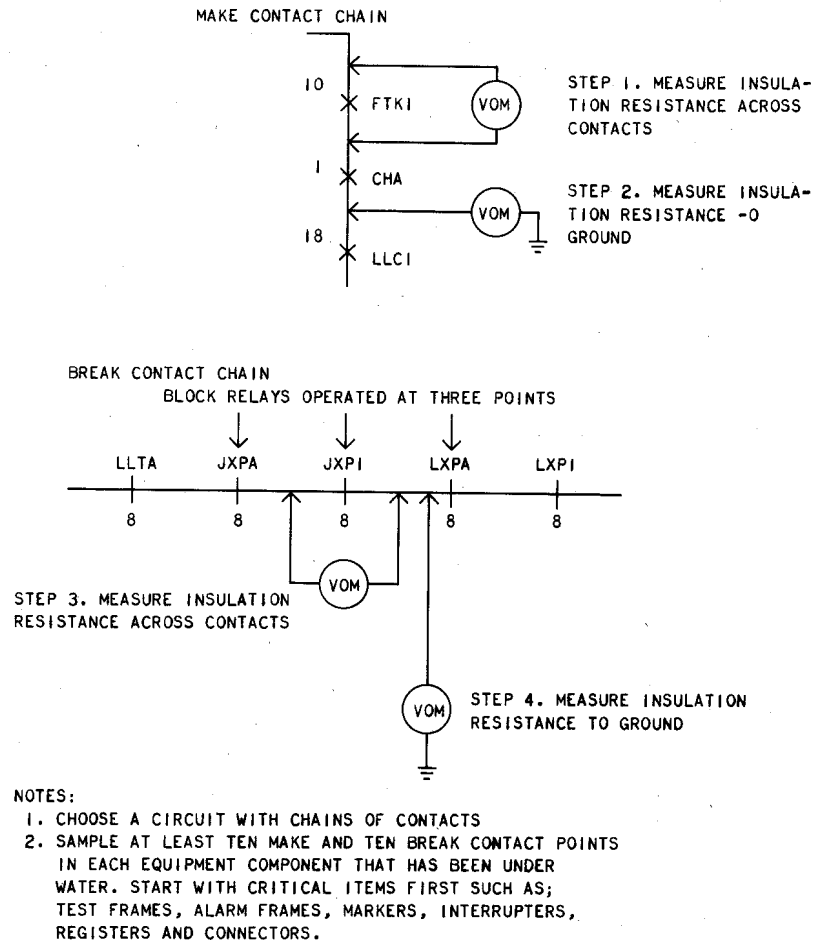 MAKE CONTACT CHAIN
10
FTK1
VOM
STEP 1. MEASURE INSULA-
TION RESISTANCE ACROSS
CONTACTS
1
CHA
VOM
STEP 2. MEASURE INSULA-
TION RESISTANCE -O
GROUND
18
LLC1
BREAK CONTACT CHAIN
BLOCK RELAYS OPERATED AT THREE POINTS
LLTA JXPA JXP1 LXPA LXP1
8 8 8 8 8
VOM
STEP 3. MEASURE INSULATION
RESISTANCE ACROSS CONTACTS
VOM
STEP 4. MEASURE INSULATION
RESISTANCE TO GROUND
NOTES:
1. CHOOSE A CIRCUIT WITH CHAINS OF CONTACTS
2. SAMPLE AT LEAST TEN MAKE AND TEN BREAK CONTACT POINTS
IN EACH EQUIPMENT COMPONENT THAT HAS BEEN UNDER
WATER. START WITH CRITICAL ITEMS FIRST SUCH AS;
TEST FRAMES, ALARM FRAMES, MARKERS, INTERRUPTERS,
REGISTERS AND CONNECTORS.